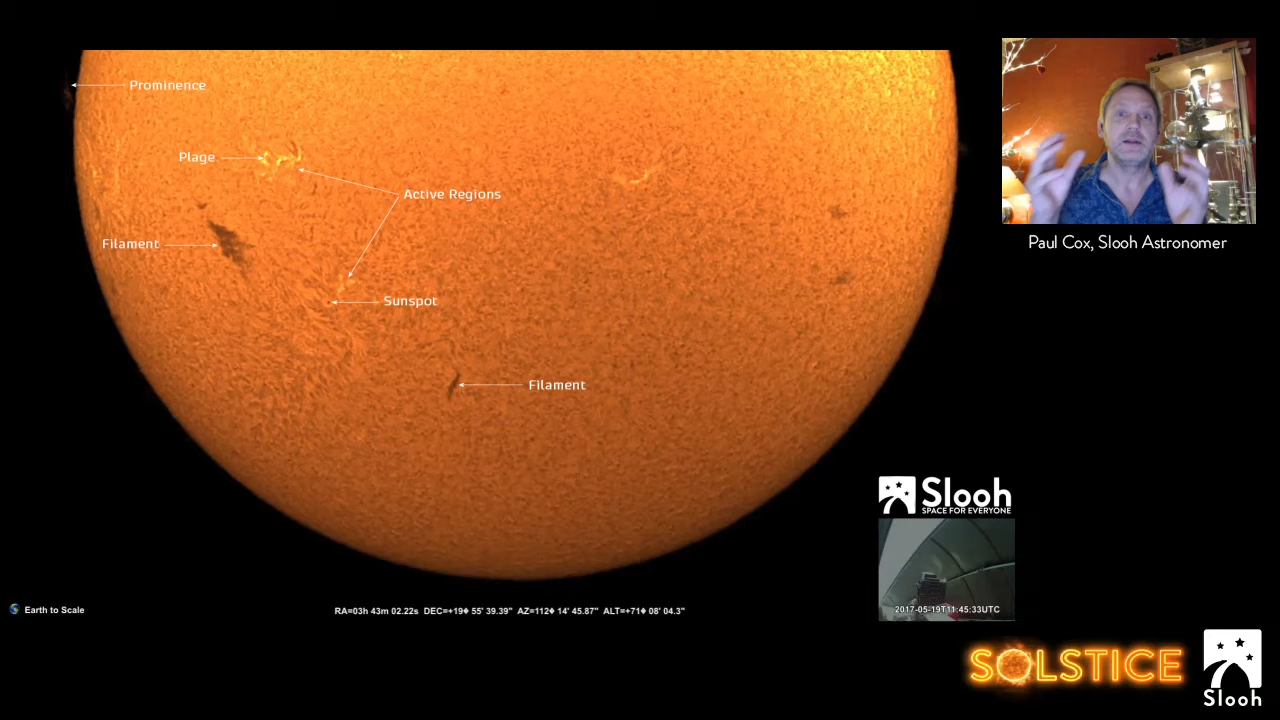 Prominence
Plage
Active Regions
Filament
Sunspot
Filament
Paul Cox, Slooh Astronomer
Slooh
SPACE FOR EVERYONE
2017-05-19T11:45:33UTC
Earth to Scale
RA=03h 43m 02.22s DEC=+19� 55' 39.39" AZ=112� 14' 45.87" ALT=+71� 08' 04.3"
SOLSTICE
Slooh